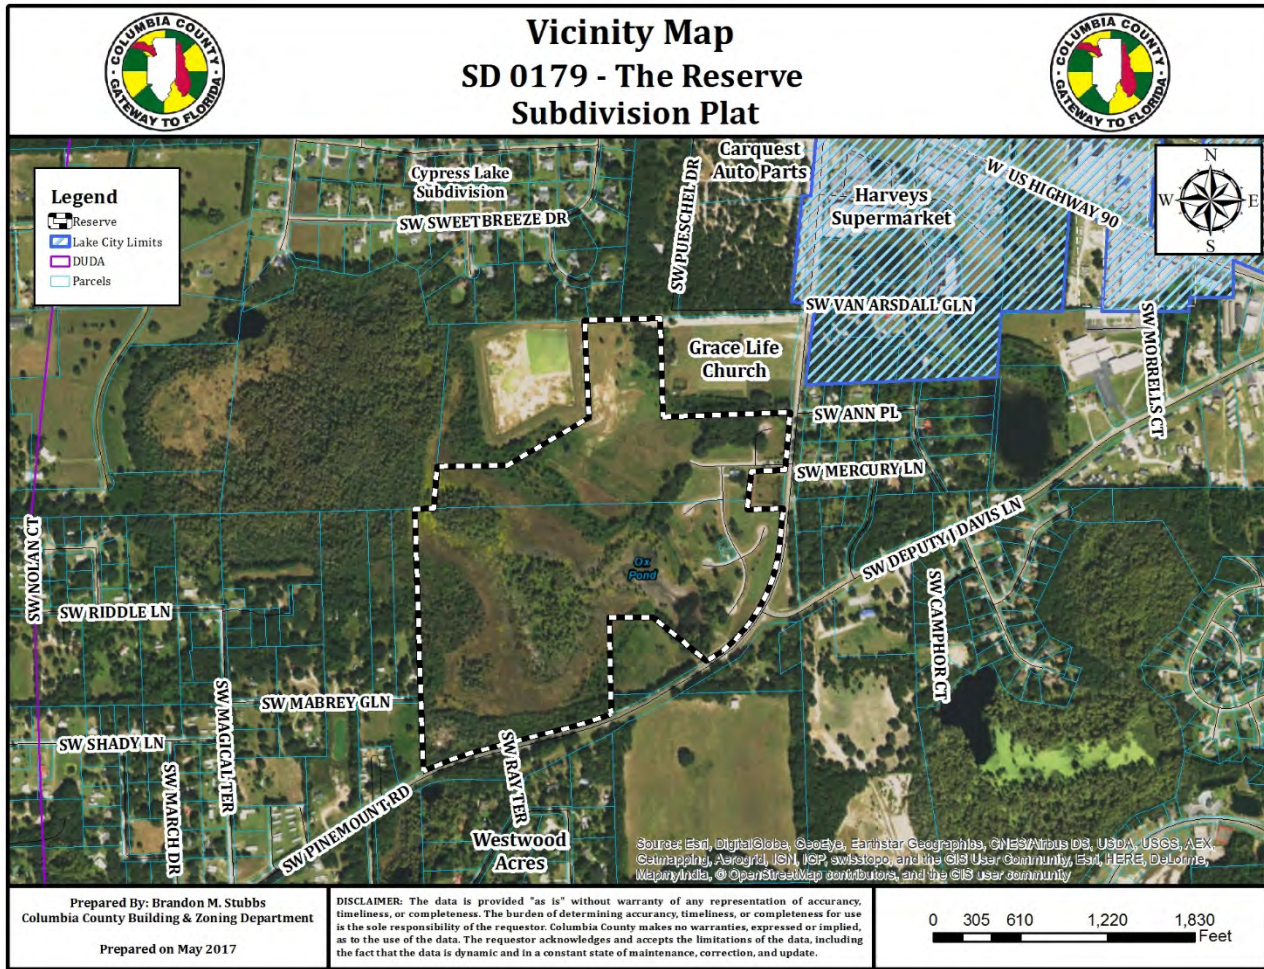 Vicinity Map
SD 0179 - The Reserve
Subdivision Plat
COLUMBIA COUNTY
GATEWAY TO FLORIDA
COLUMBIA COUNTY
GATEWAY TO FLORIDA
Legend
Reserve
Lake City Limits
DUDA
Parcels
Cypress Lake
Subdivision
SW SWEETBREEZE DR
SW PUESCHEL DR
Carquest
Auto Parts
Harveys
Supermarket
W US HIGHWAY 90
N
W
E
S
SW VAN ARSDALL GLN
Grace Life
Church
SW MORRELLS CT
SW ANN PL
SW MERCURY LN
SW NOLAN CT
SW DEPUTY J DAVIS LN
Ox
Pond
SW RIDDLE LN
SW CAMPHOR CT
SW MAGICAL TER
SW MABREY GLN
SW SHADY LN
SW MARCH DR
SW RAY TER
SW PINEMOUNT RD
Westwood
Acres
Source: Esri, DigitalGlobe, GeoEye, Earthstar Geographics, CNES/Airbus DS, USDA, USGS, AEX,
Getmapping, Aerogrid, IGN, IGP, swisstopo, and the GIS User Community, Esri, HERE, DeLorme,
MapmyIndia, © OpenStreetMap contributors, and the GIS user community
Prepared By: Brandon M. Stubbs
Columbia County Building & Zoning Department
Prepared on May 2017
DISCLAIMER: The data is provided "as is" without warranty of any representation of accuracy,
timeliness, or completeness. The burden of determining accuracy, timeliness, or completeness for use
is the sole responsibility of the requestor. Columbia County makes no warranties, expressed or implied,
as to the use of the data. The requestor acknowledges and accepts the limitations of the data, including
the fact that the data is dynamic and in a constant state of maintenance, correction, and update.
0 305 610 1,220 1,830
Feet